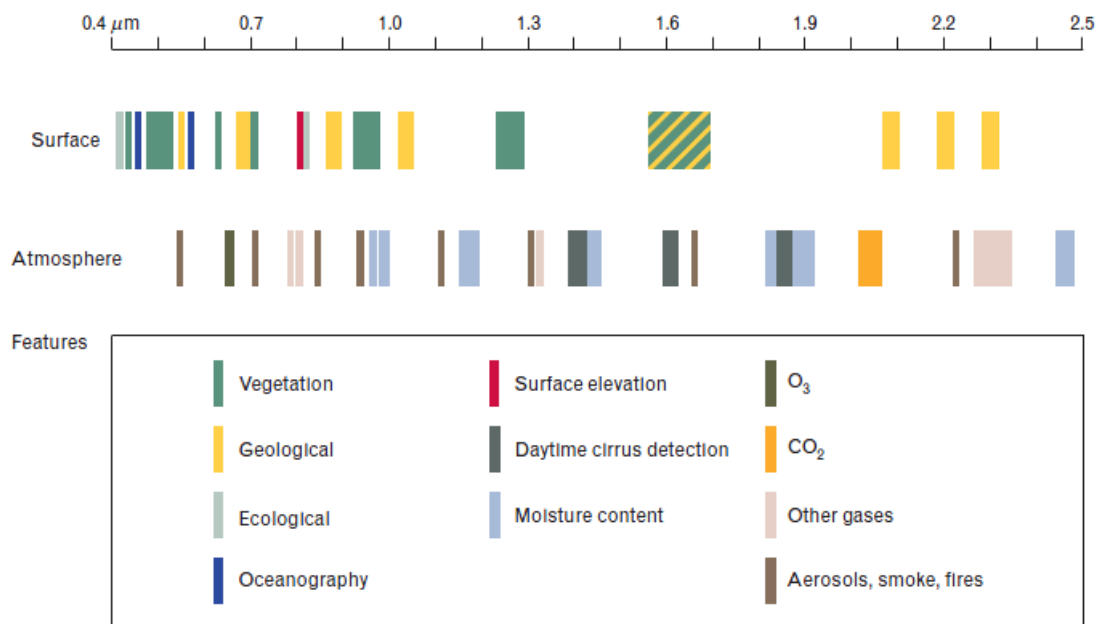 0.4 μm 0.7 1.0 1.3 1.6 1.9 2.2 2.5
Surface
Atmosphere
Features
Vegetation Surface elevation O₃
Geological Daytime cirrus detection CO₂
Ecological Moisture content Other gases
Oceanography Aerosols, smoke, fires